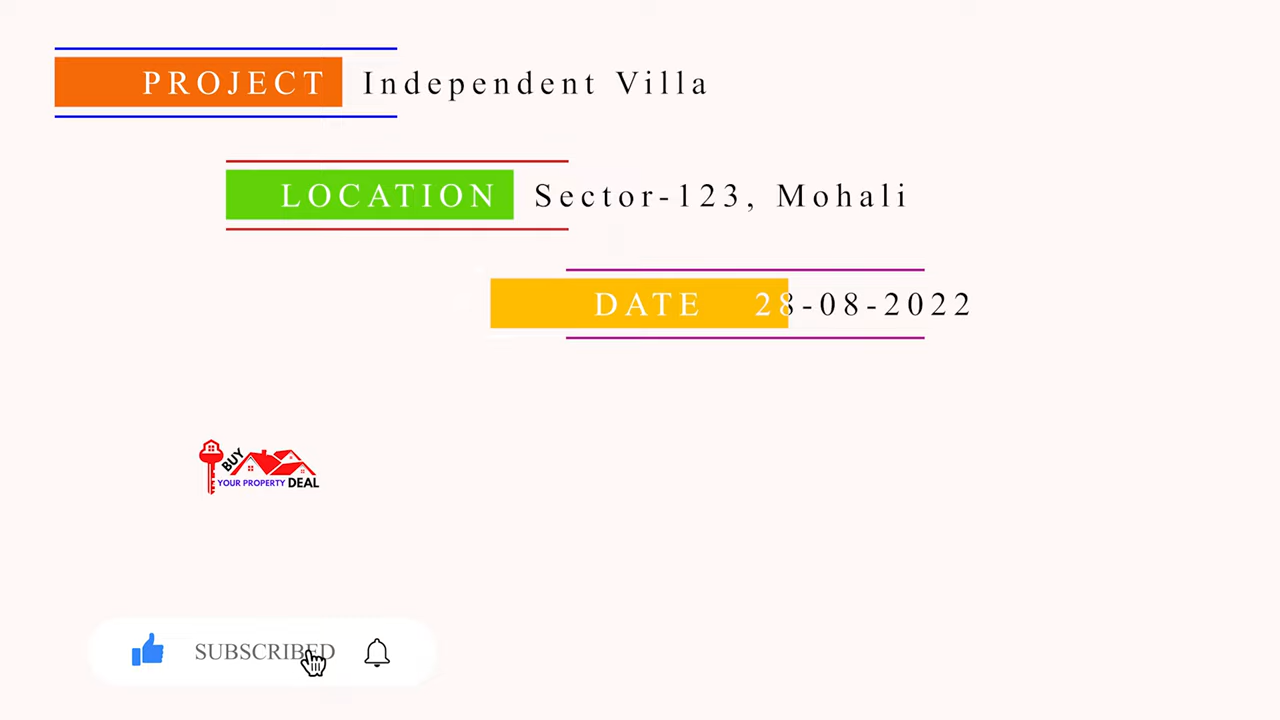 PROJECT Independent Villa
LOCATION Sector-123, Mohali
DATE 28-08-2022
BUY
YOUR PROPERTY DEAL
SUBSCRIBED